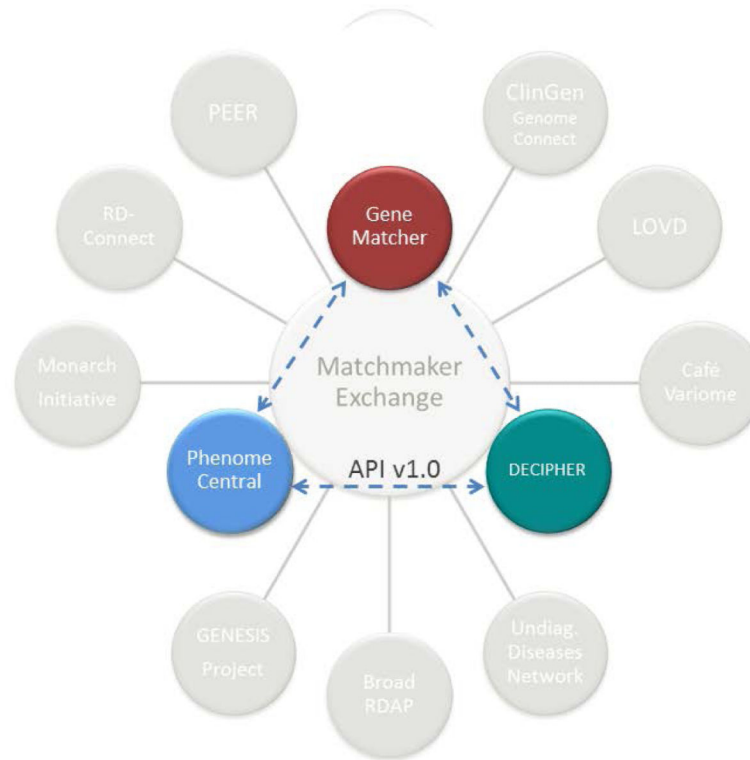 PEER
ClinGen
Genome
Connect
Gene
Matcher
RD-
Connect
LOVD
Monarch
Initiative
Matchmaker
Exchange
Café
Variome
Phenome
Central
API v1.0
DECIPHER
GENESIS
Project
Broad
RDAP
Undiag.
Diseases
Network